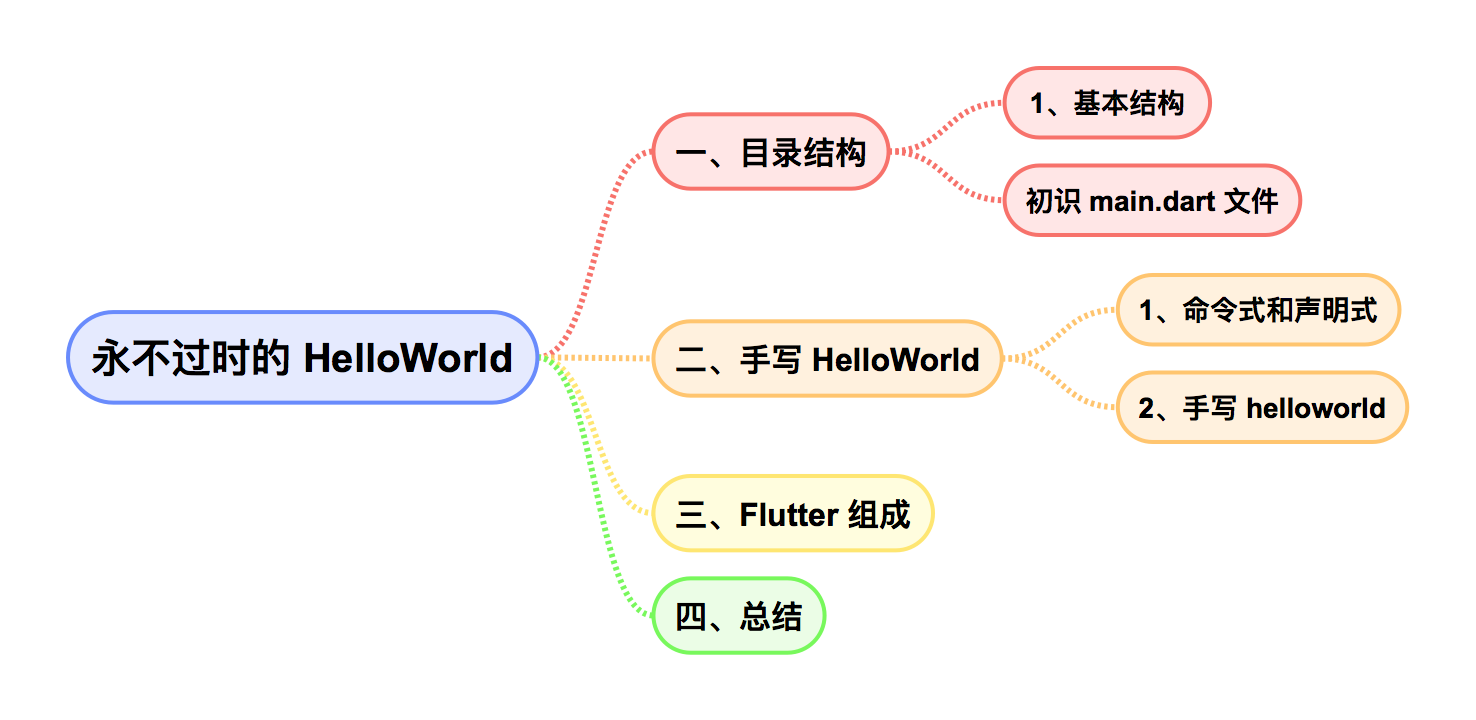 永不过时的 HelloWorld
一、目录结构
1、基本结构
初识 main.dart 文件
二、手写 HelloWorld
1、命令式和声明式
2、手写 helloworld
三、Flutter 组成
四、总结